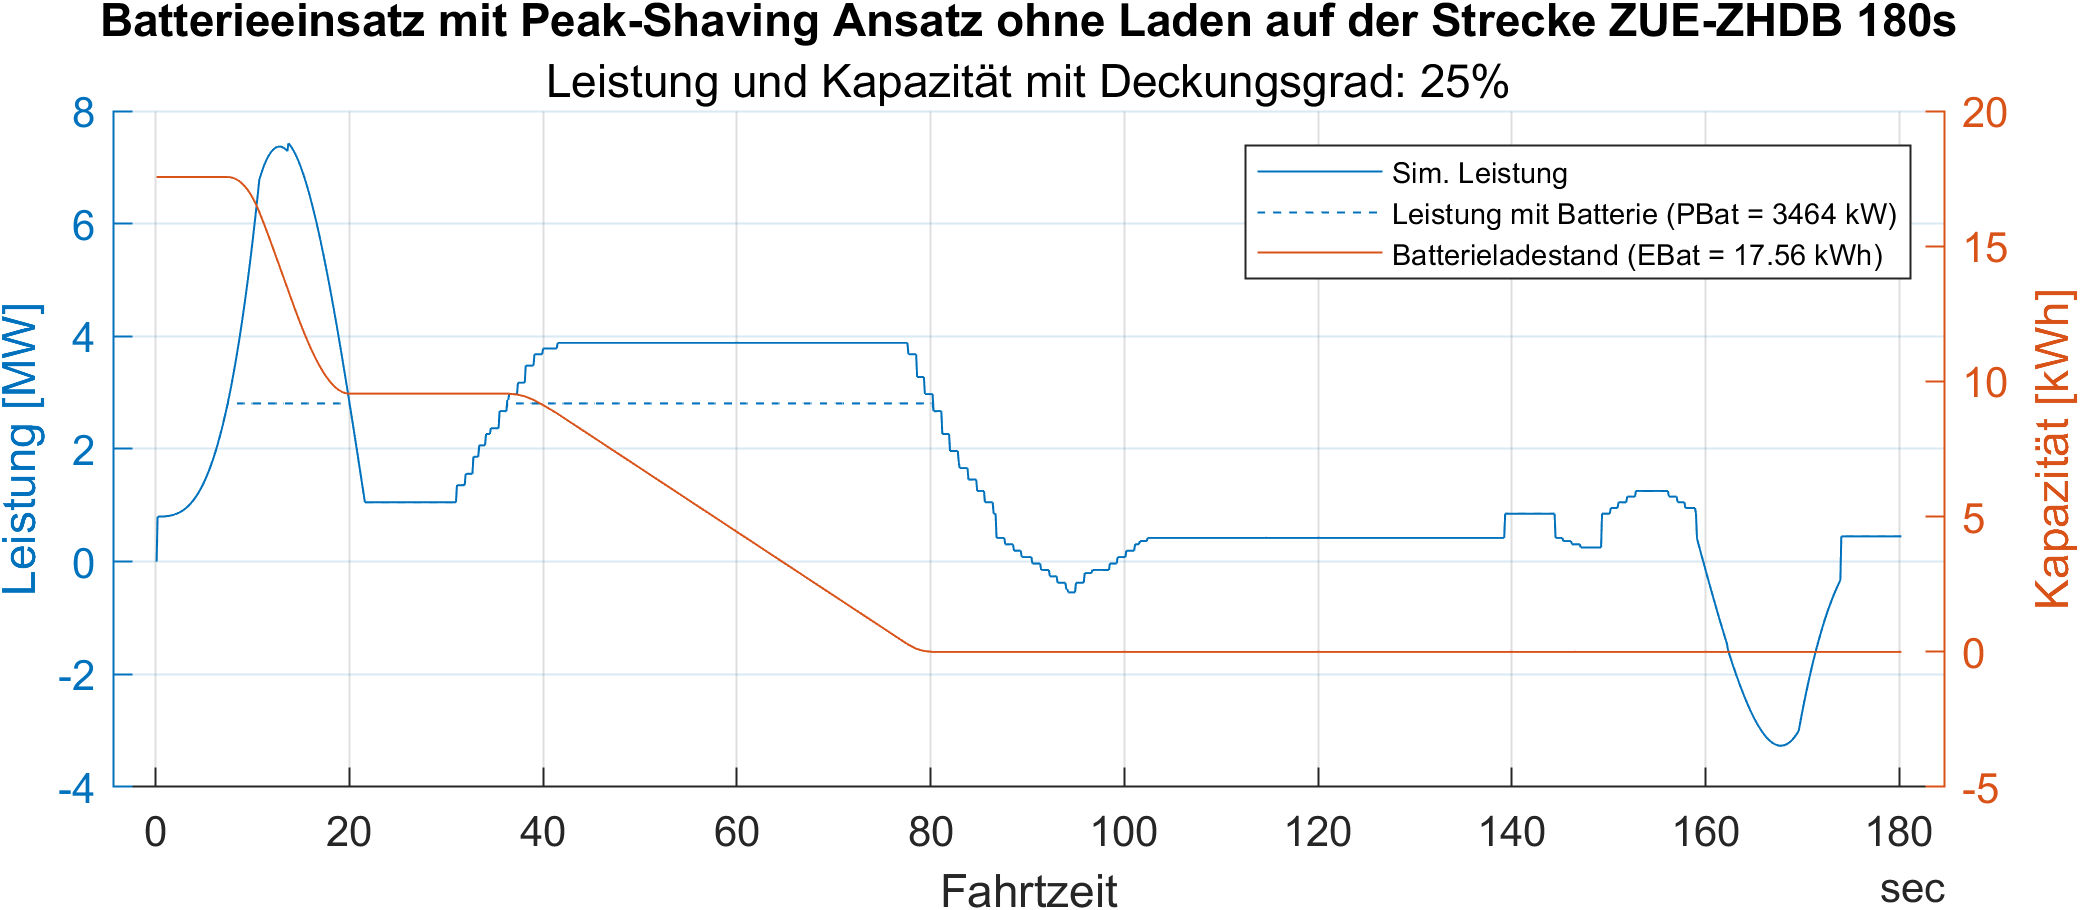 Batterieeinsatz mit Peak-Shaving Ansatz ohne Laden auf der Strecke ZUE-ZHDB 180s
Leistung und Kapazität mit Deckungsgrad: 25%
8
6
4
2
0
-2
-4
Leistung [MW]
Sim. Leistung
Leistung mit Batterie (PBat = 3464 kW)
Batterieladestand (EBat = 17.56 kWh)
20
15
10
5
0
-5
Kapazität [kWh]
0 20 40 60 80 100 120 140 160 180
Fahrtzeit
sec